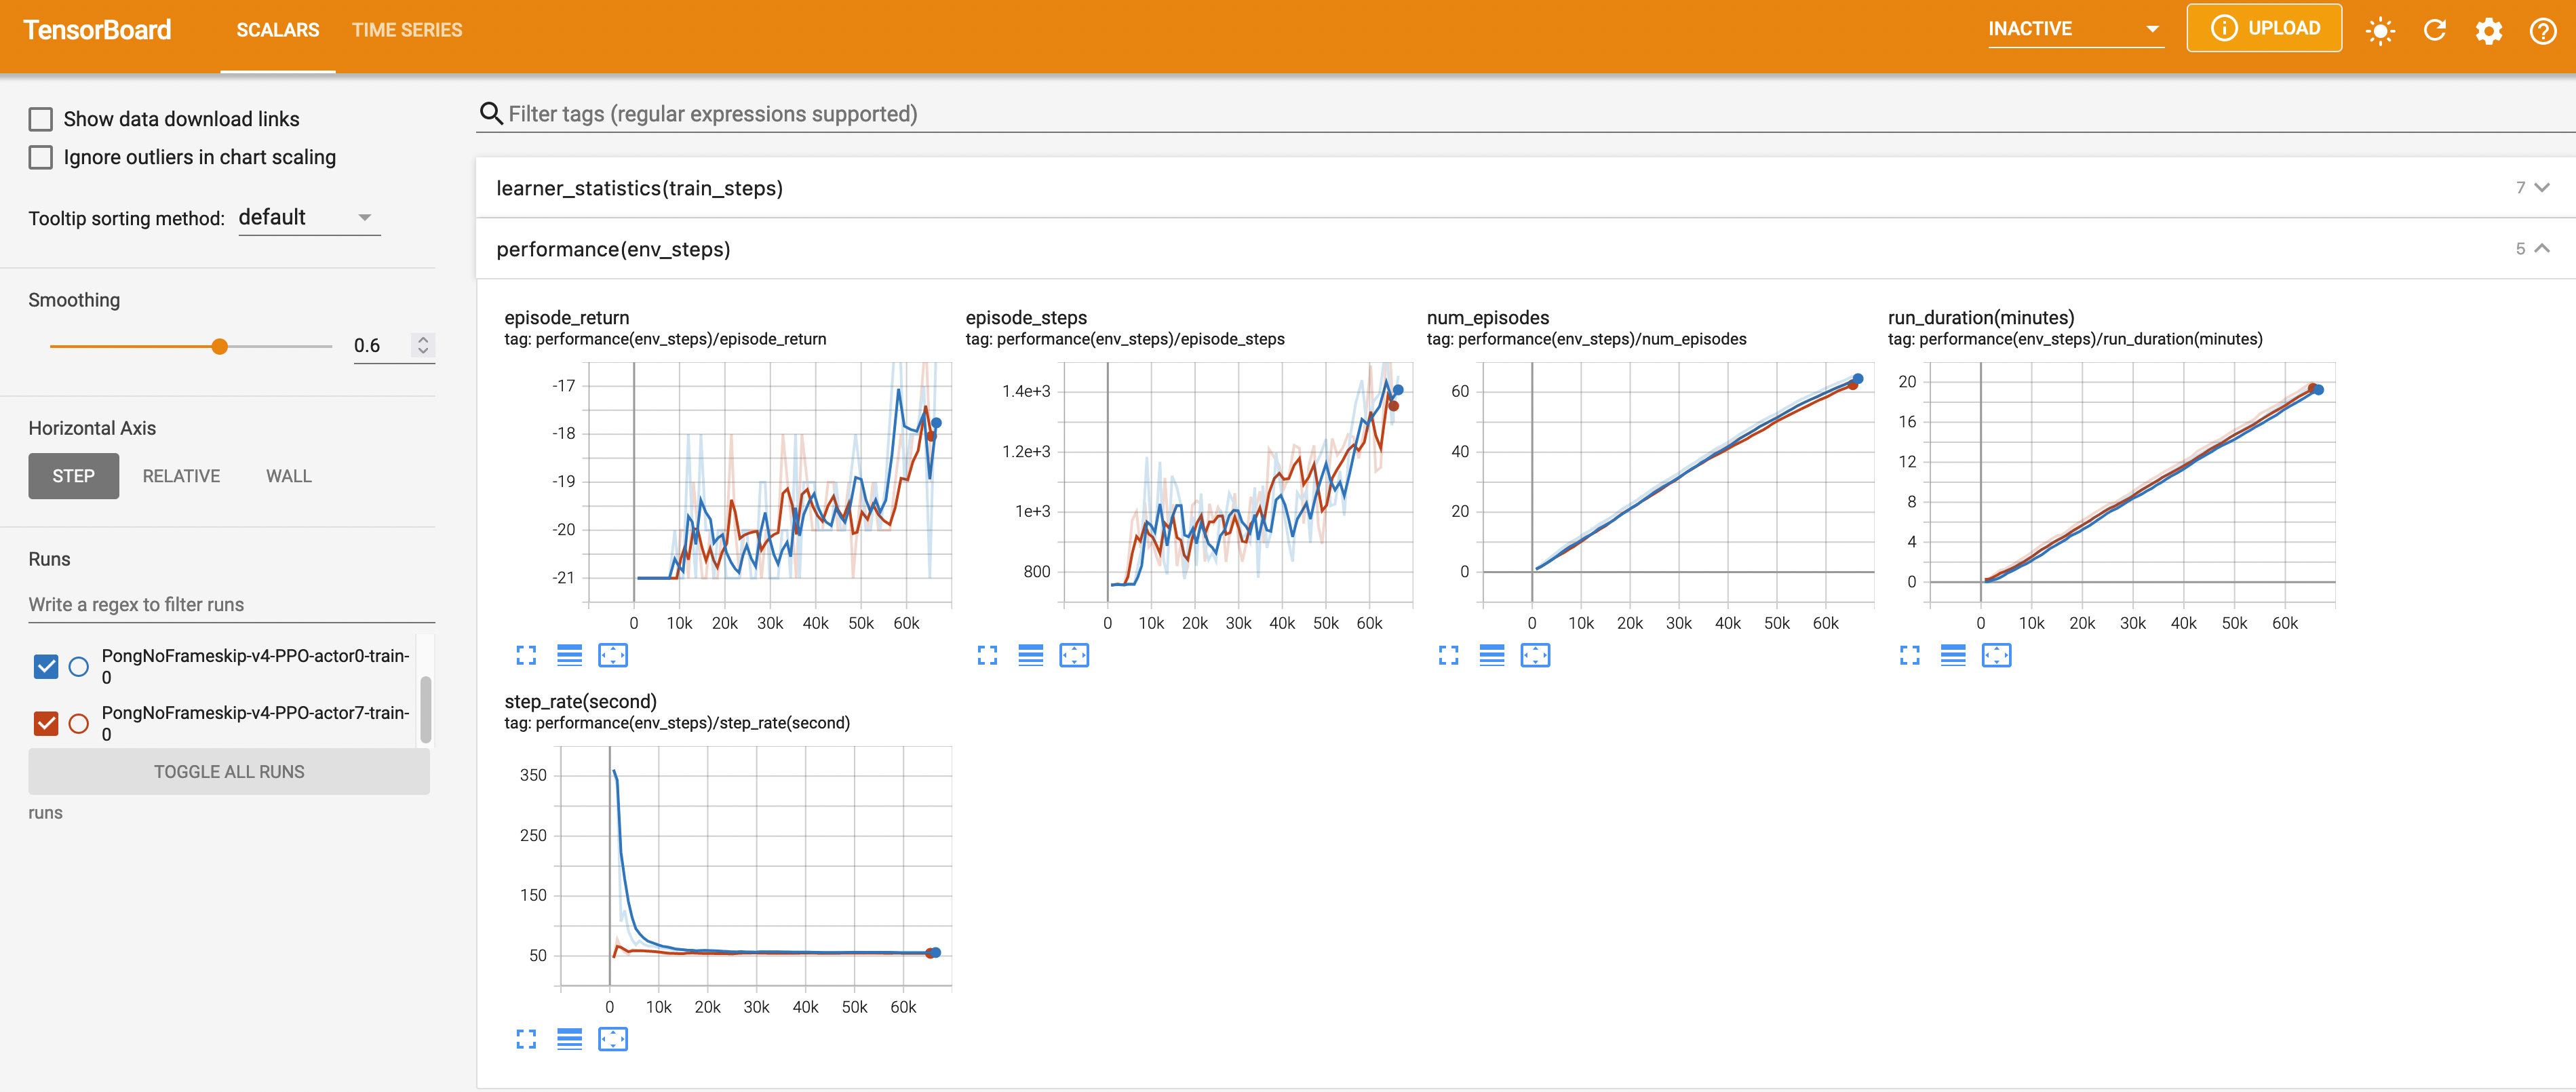 TensorBoard SCALARS TIME SERIES INACTIVE UPLOAD
Show data download links
Ignore outliers in chart scaling
Tooltip sorting method: default
Smoothing
0.6
Horizontal Axis
STEP RELATIVE WALL
Runs
Write a regex to filter runs
PongNoFrameskip-v4-PPO-actor0-train-
0
PongNoFrameskip-v4-PPO-actor7-train-
0
TOGGLE ALL RUNS
runs
Filter tags (regular expressions supported)
learner_statistics(train_steps) 7
performance(env_steps) 5
episode_return
tag: performance(env_steps)/episode_return
-17
-18
-19
-20
-21
0 10k 20k 30k 40k 50k 60k
episode_steps
tag: performance(env_steps)/episode_steps
1.4e+3
1.2e+3
1e+3
800
0 10k 20k 30k 40k 50k 60k
num_episodes
tag: performance(env_steps)/num_episodes
60
40
20
0
0 10k 20k 30k 40k 50k 60k
run_duration(minutes)
tag: performance(env_steps)/run_duration(minutes)
20
16
12
8
4
0
0 10k 20k 30k 40k 50k 60k
step_rate(second)
tag: performance(env_steps)/step_rate(second)
350
250
150
50
0 10k 20k 30k 40k 50k 60k